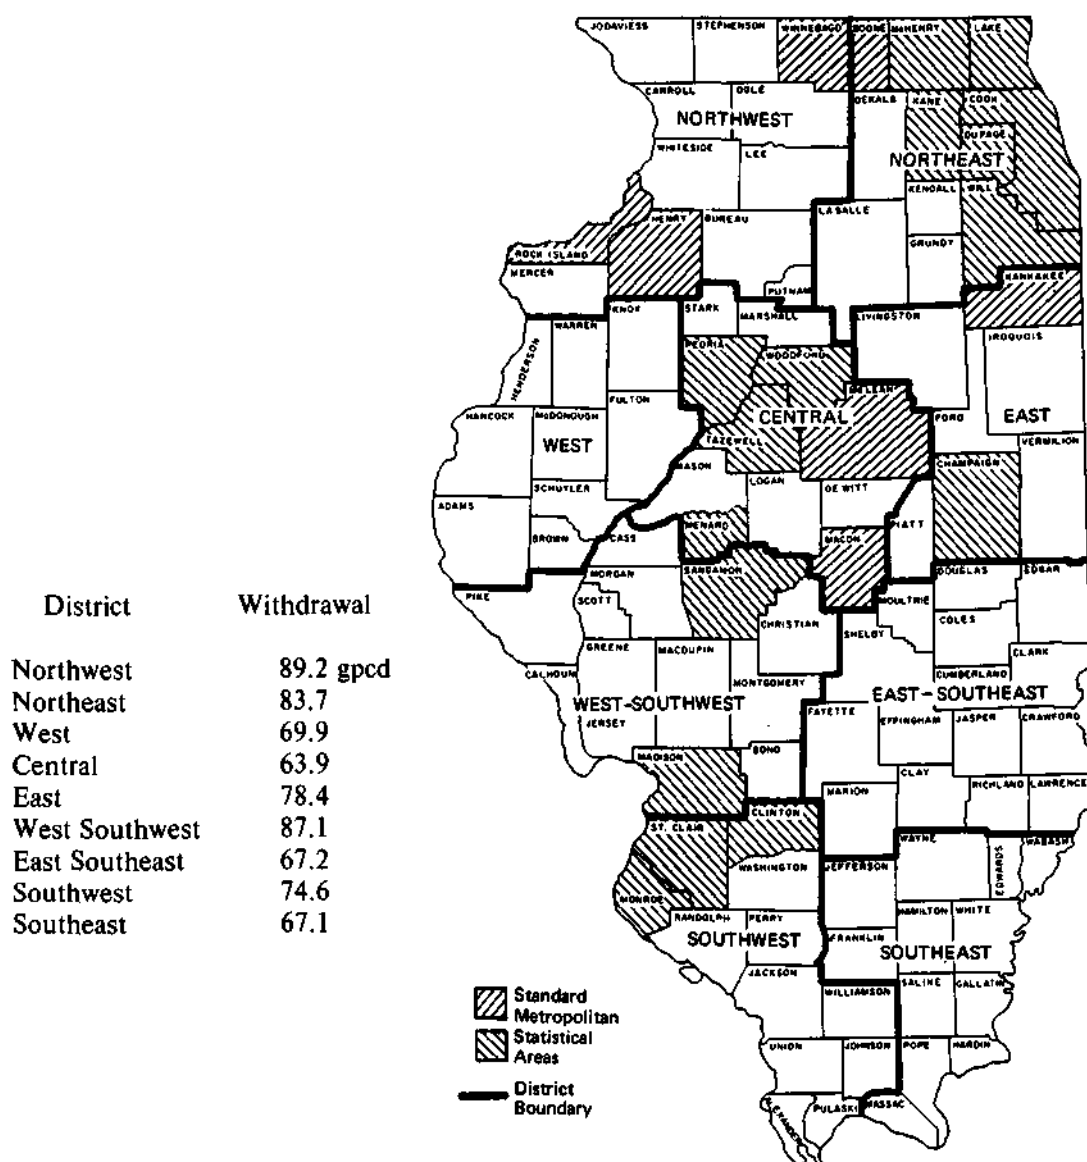 District Withdrawal
Northwest 89.2 gpcd
Northeast 83.7
West 69.9
Central 63.9
East 78.4
West Southwest 87.1
East Southeast 67.2
Southwest 74.6
Southeast 67.1
JODAVIESS STEPHENSON WINNEBAGO BOONE McHENRY LAKE
CARROLL OGLE DEKALB KANE COOK
NORTHWEST
DUPAGE
WHITESIDE LEE
NORTHEAST
KENDALL WILL
HENRY BUREAU LASALLE
ROCK ISLAND GRUNDY
MERCER KANKAKEE
PUTNAM
KNOX STARK MARSHALL LIVINGSTON
WARREN
PEORIA WOODFORD IROQUOIS
HENDERSON
McLEAN
FULTON
HANCOCK McDONOUGH CENTRAL FORD EAST
WEST TAZEWELL VERMILION
MASON CHAMPAIGN
LOGAN
SCHUYLER DE WITT
ADAMS
MENARD PIATT
BROWN CASS MACON
SANGAMON DOUGLAS EDGAR
MORGAN
PIKE MOULTRIE
SCOTT
CHRISTIAN COLES
SHELBY
GREENE MACOUPIN CLARK
CALHOUN CUMBERLAND
MONTGOMERY
WEST-SOUTHWEST EAST-SOUTHEAST
FAYETTE
JERSEY EFFINGHAM JASPER CRAWFORD
BOND
MADISON
CLAY
MARION RICHLAND LAWRENCE
CLINTON
ST. CLAIR WAYNE WABASH
WASHINGTON JEFFERSON EDWARDS
MONROE
RANDOLPH PERRY HAMILTON WHITE
SOUTHWEST FRANKLIN SOUTHEAST
JACKSON
SALINE GALLATIN
WILLIAMSON
Standard
Metropolitan
Statistical
Areas
UNION JOHNSON POPE HARDIN
District
Boundary
ALEXANDER PULASKI MASSAC